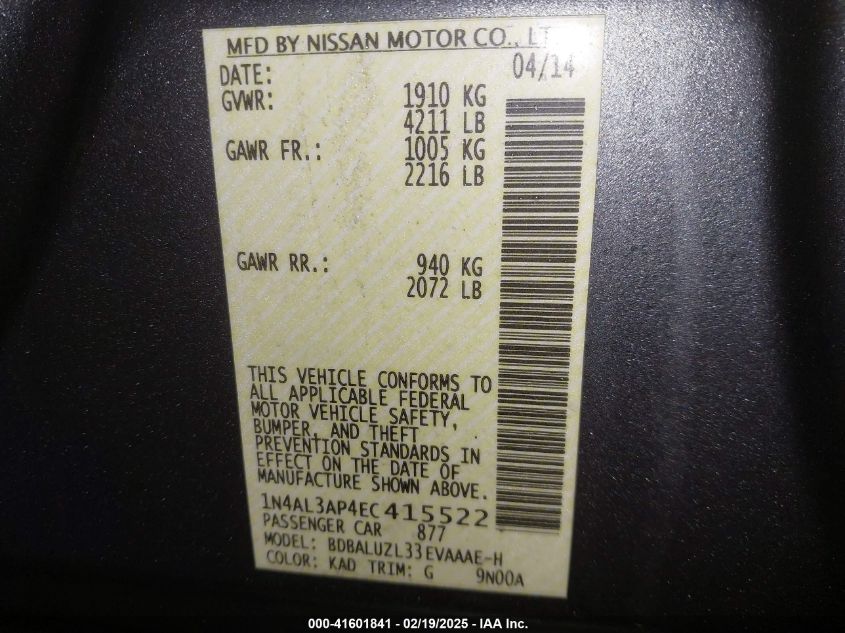 MFD BY NISSAN MOTOR CO., LT
DATE: 04/14
GVWR: 1910 KG
4211 LB
GAWR FR.: 1005 KG
2216 LB
GAWR RR.: 940 KG
2072 LB
THIS VEHICLE CONFORMS TO
ALL APPLICABLE FEDERAL
MOTOR VEHICLE SAFETY,
BUMPER, AND THEFT
PREVENTION STANDARDS IN
EFFECT ON THE DATE OF
MANUFACTURE SHOWN ABOVE.
1N4AL3AP4EC415522
PASSENGER CAR 877
MODEL: BDBALUZL33EVAAAE-H
COLOR: KAD TRIM: G 9N00A
000-41601841 - 02/19/2025 - IAA Inc.